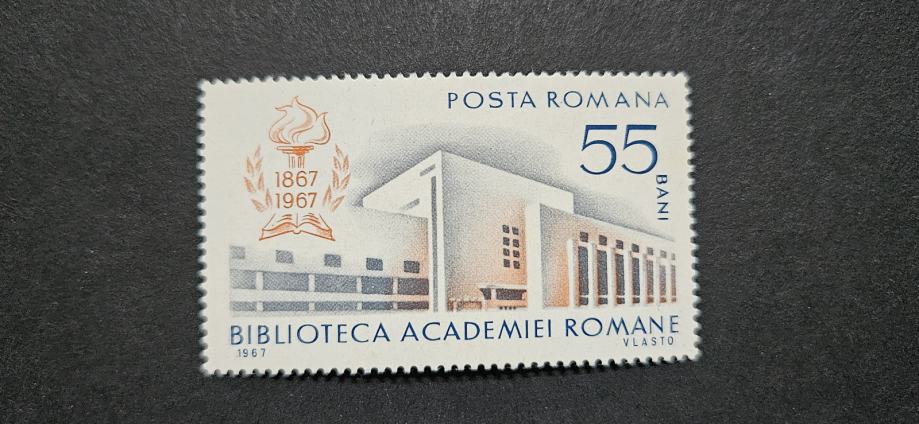 POSTA ROMANA
55
BANI
1867
1967
BIBLIOTECA ACADEMIEI ROMANE
1967
VLASTO